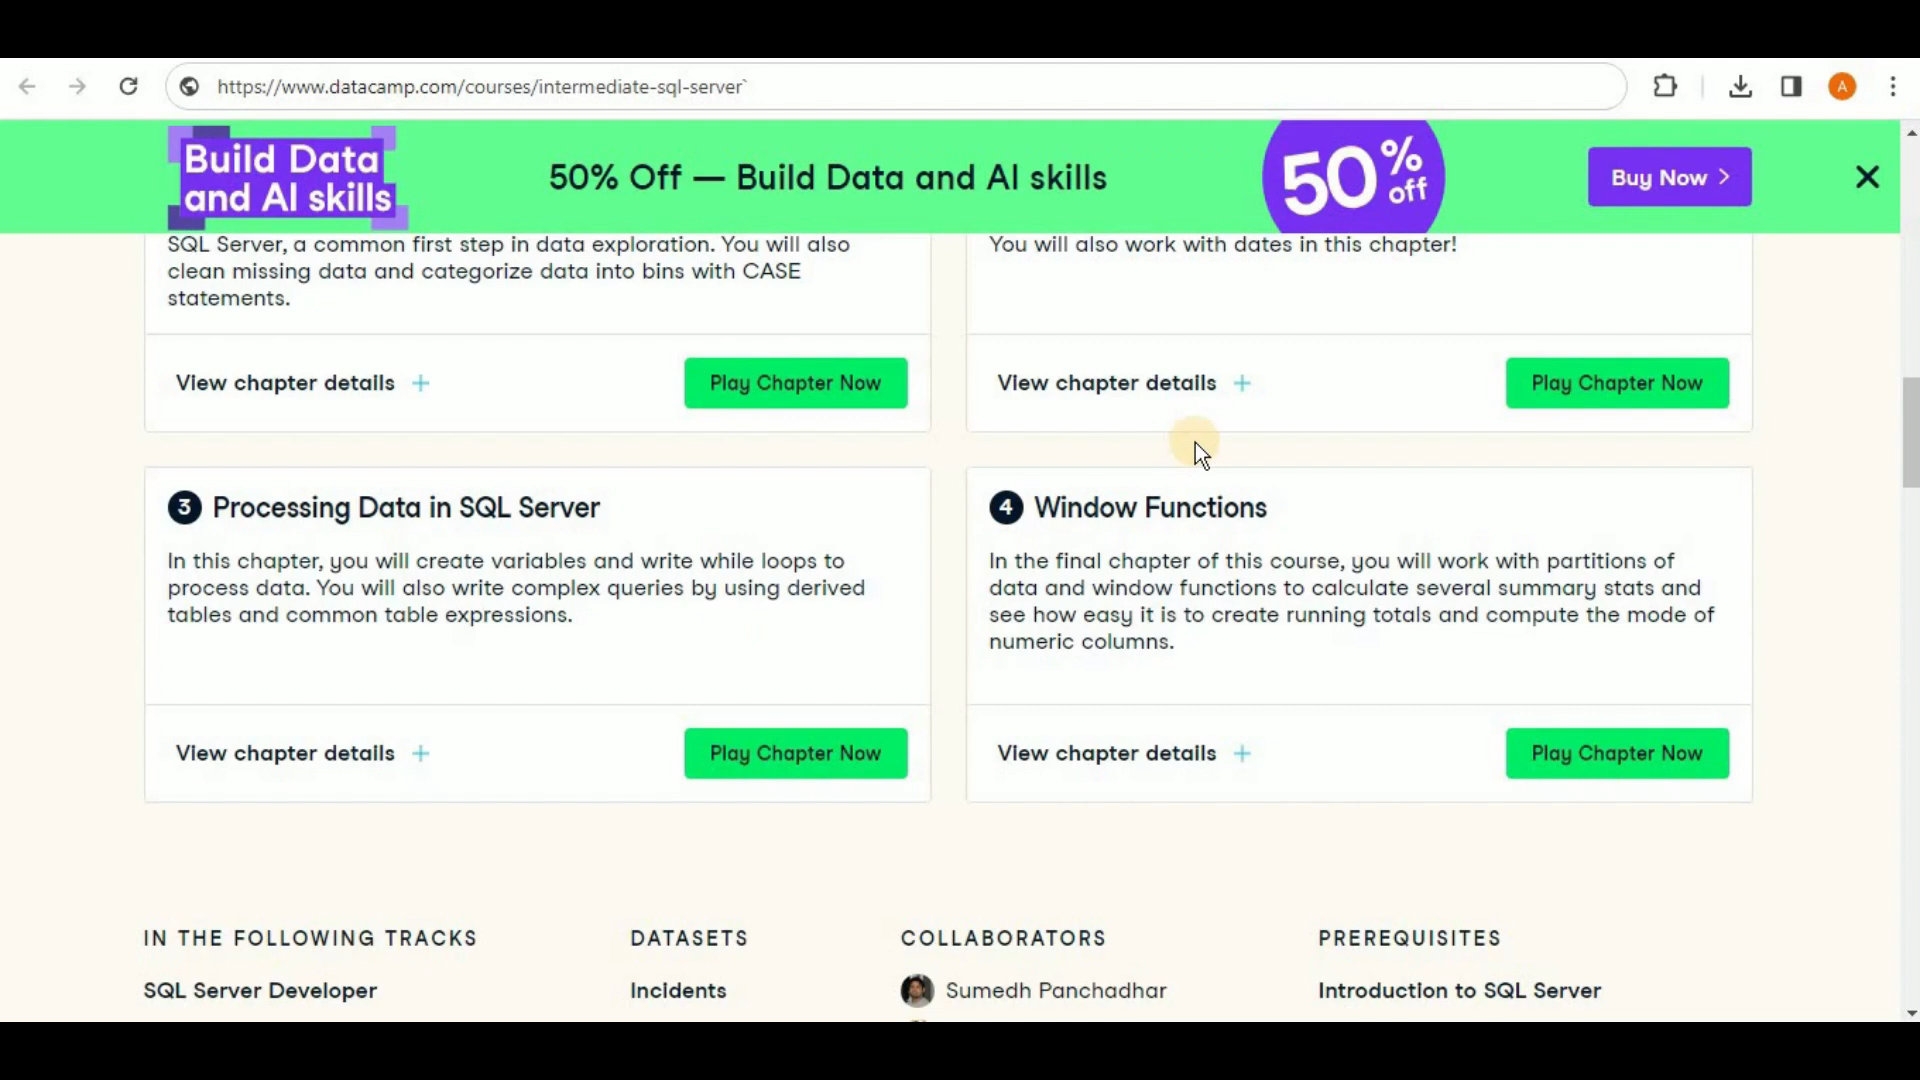 https://www.datacamp.com/courses/intermediate-sql-server`
A
Build Data
and AI skills
50% Off — Build Data and AI skills
50%
off
Buy Now
SQL Server, a common first step in data exploration. You will also
clean missing data and categorize data into bins with CASE
statements.
You will also work with dates in this chapter!
View chapter details +
Play Chapter Now
View chapter details +
Play Chapter Now
3 Processing Data in SQL Server
In this chapter, you will create variables and write while loops to
process data. You will also write complex queries by using derived
tables and common table expressions.
4 Window Functions
In the final chapter of this course, you will work with partitions of
data and window functions to calculate several summary stats and
see how easy it is to create running totals and compute the mode of
numeric columns.
View chapter details +
Play Chapter Now
View chapter details +
Play Chapter Now
IN THE FOLLOWING TRACKS
SQL Server Developer
DATASETS
Incidents
COLLABORATORS
Sumedh Panchadhar
PREREQUISITES
Introduction to SQL Server